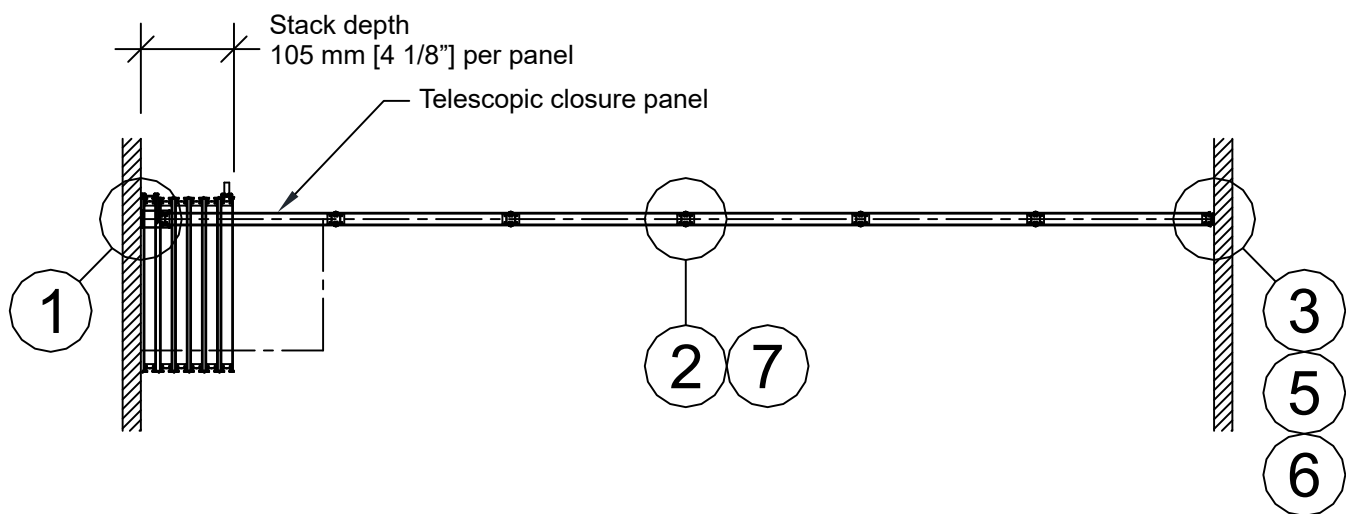 Stack depth
105 mm [4 1/8”] per panel
Telescopic closure panel
1
2 7
3
5
6